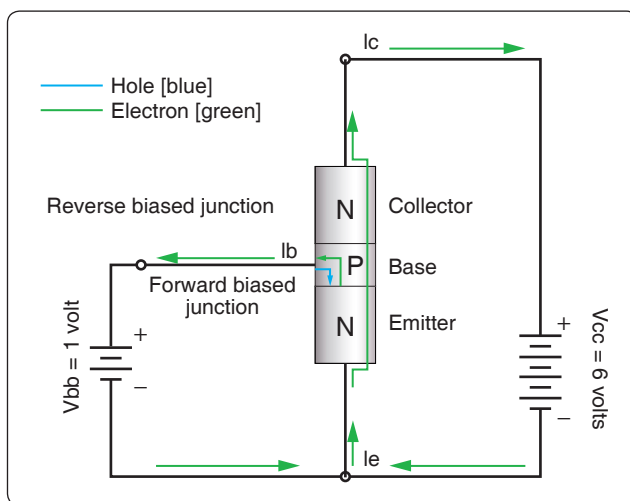 Ic
Hole [blue]
Electron [green]
N
Collector
Reverse biased junction
Ib
P
Base
Forward biased
junction
N
Emitter
Vbb = 1 volt
+
−
Vcc = 6 volts
+
−
Ie